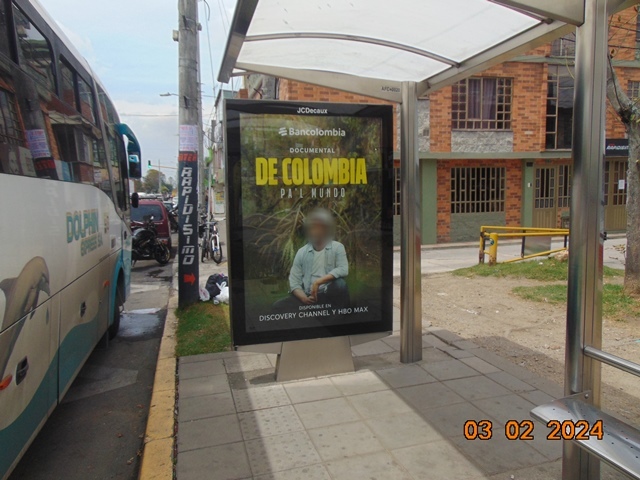 JCDecaux
Bancolombia
DOCUMENTAL
DE COLOMBIA
PA'L MUNDO
DISPONIBLE EN
DISCOVERY CHANNEL Y HBO MAX
RAPIDISIMO
DOLPHIN
03 02 2024